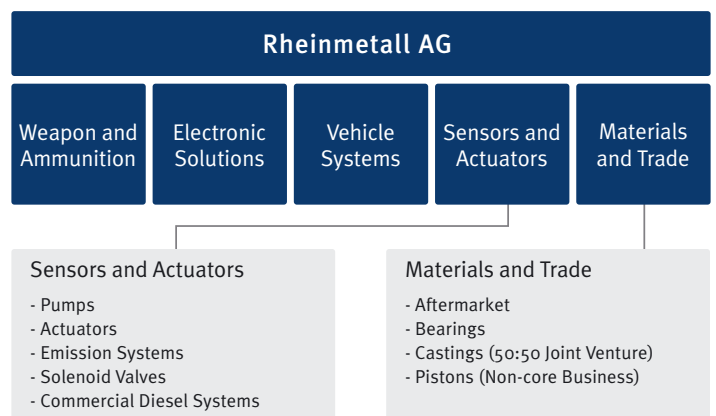 Rheinmetall AG
Weapon and
Ammunition
Electronic
Solutions
Vehicle
Systems
Sensors and
Actuators
Materials
and Trade
Sensors and Actuators
- Pumps
- Actuators
- Emission Systems
- Solenoid Valves
- Commercial Diesel Systems
Materials and Trade
- Aftermarket
- Bearings
- Castings (50:50 Joint Venture)
- Pistons (Non-core Business)